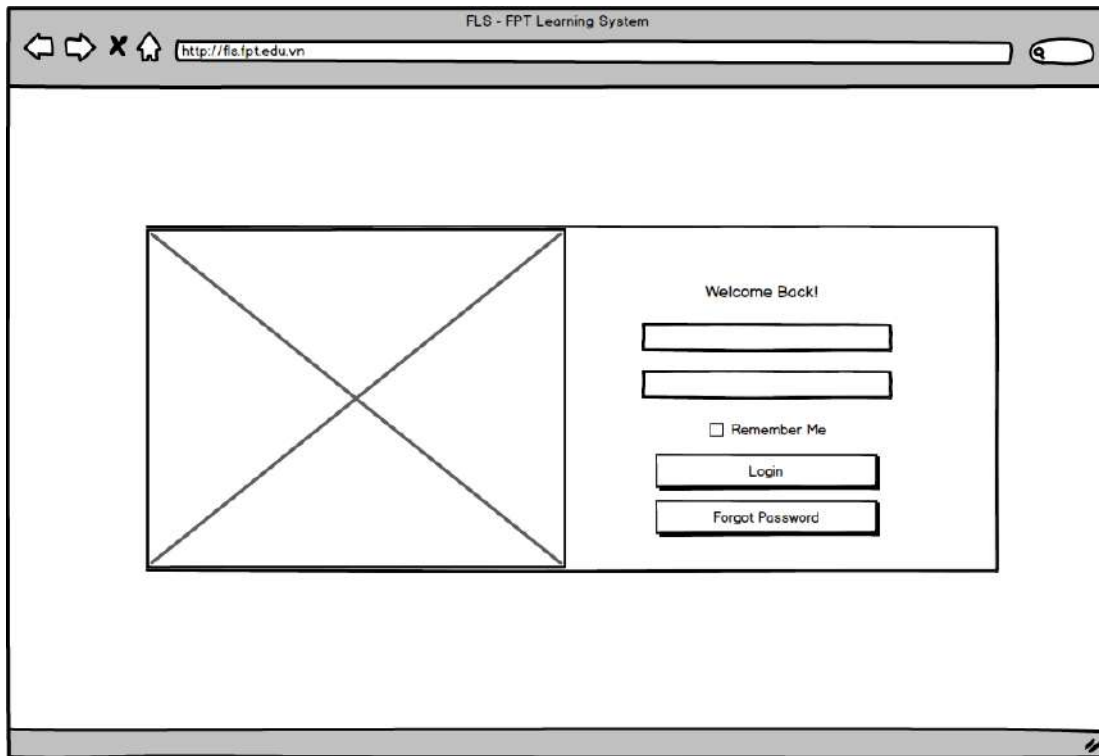 FLS - FPT Learning System
http://fls.fpt.edu.vn
Welcome Back!
Remember Me
Login
Forgot Password